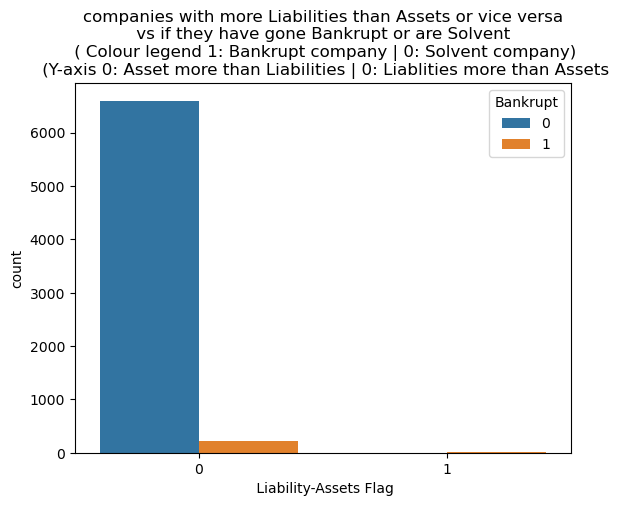 companies with more Liabilities than Assets or vice versa
vs if they have gone Bankrupt or are Solvent
( Colour legend 1: Bankrupt company | 0: Solvent company)
(Y-axis 0: Asset more than Liabilities | 0: Liablities more than Assets
Bankrupt
0
1
6000
5000
4000
3000
2000
1000
0
count
0 1
Liability-Assets Flag